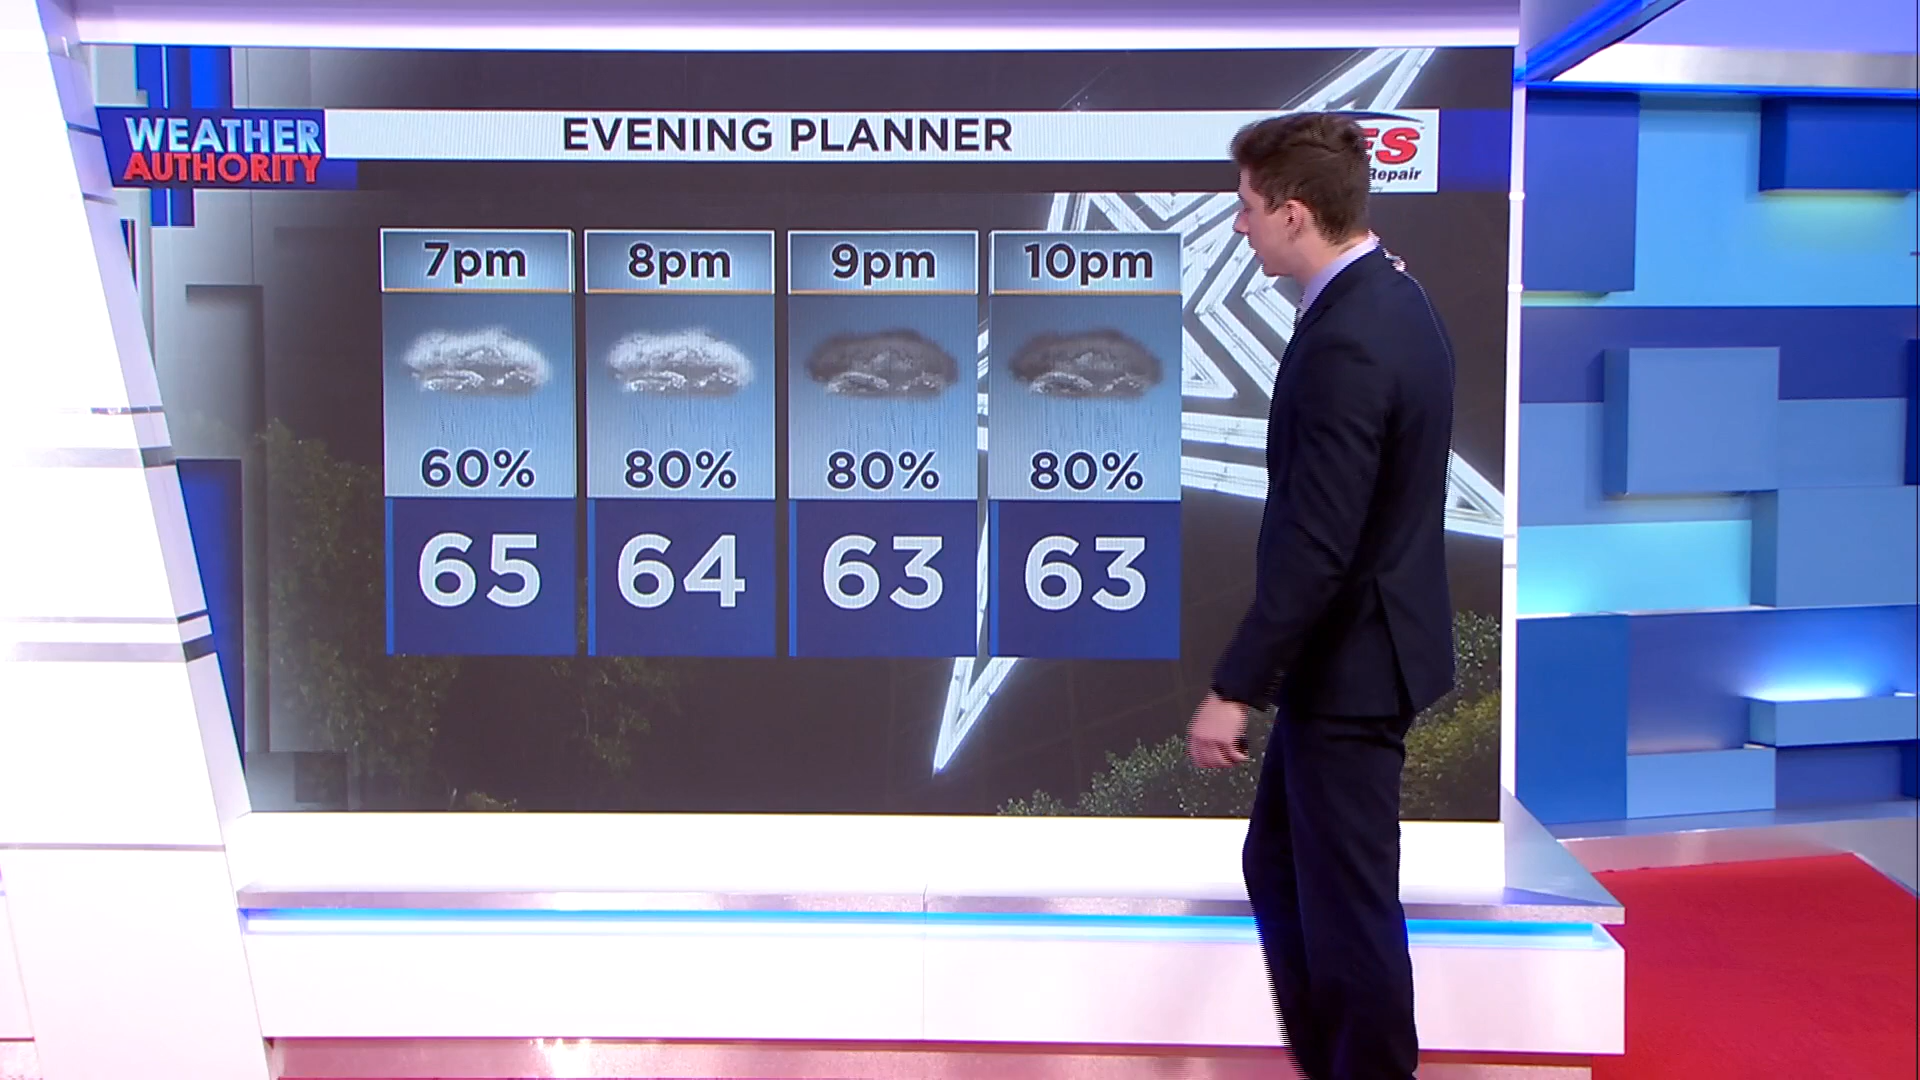 WEATHER
AUTHORITY
EVENING PLANNER
Repair
7pm
8pm
9pm
10pm
60%
80%
80%
80%
65
64
63
63